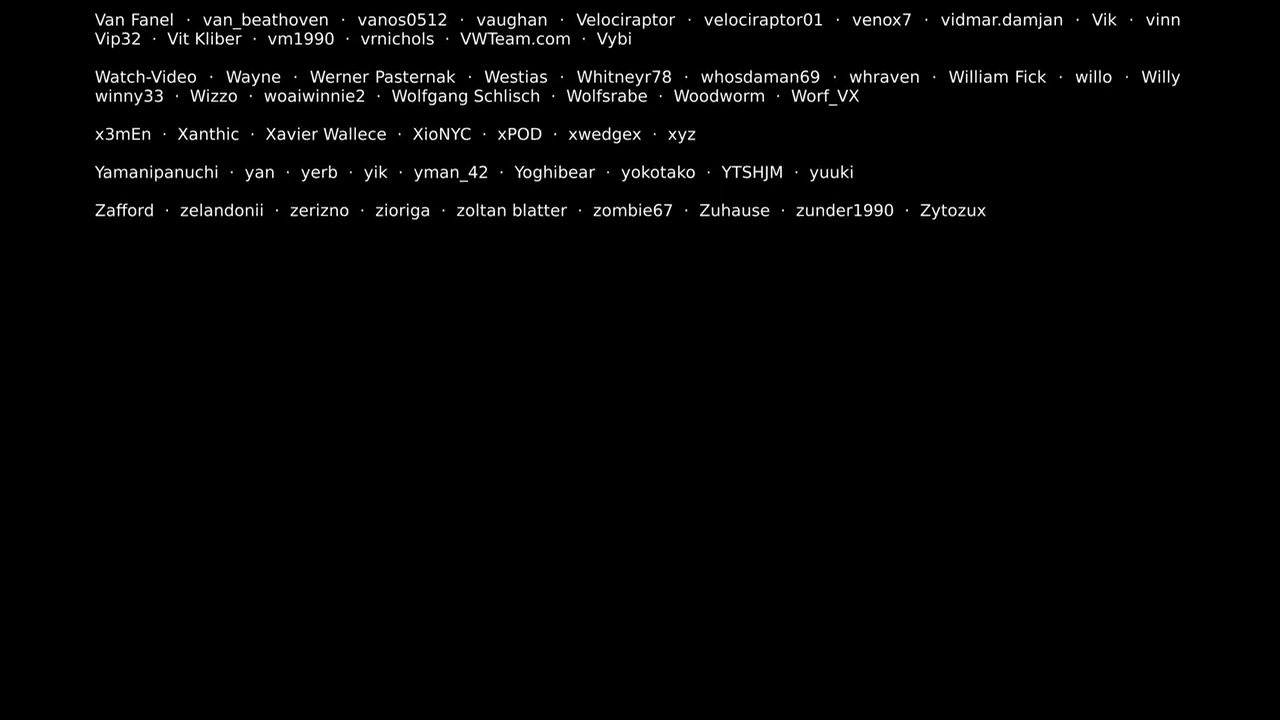 Van Fanel · van_beathoven · vanos0512 · vaughan · Velociraptor · velociraptor01 · venox7 · vidmar.damjan · Vik · vinn
Vip32 · Vit Kliber · vm1990 · vrnichols · VWTeam.com · Vybi
Watch-Video · Wayne · Werner Pasternak · Westias · Whitneyr78 · whosdaman69 · whraven · William Fick · willo · Willy
winny33 · Wizzo · woaiwinnie2 · Wolfgang Schlisch · Wolfsrabe · Woodworm · Worf_VX
x3mEn · Xanthic · Xavier Wallece · XioNYC · xPOD · xwedgex · xyz
Yamanipanuchi · yan · yerb · yik · yman_42 · Yoghibear · yokotako · YTSHJM · yuuki
Zafford · zelandonii · zerizno · zioriga · zoltan blatter · zombie67 · Zuhause · zunder1990 · Zytozux